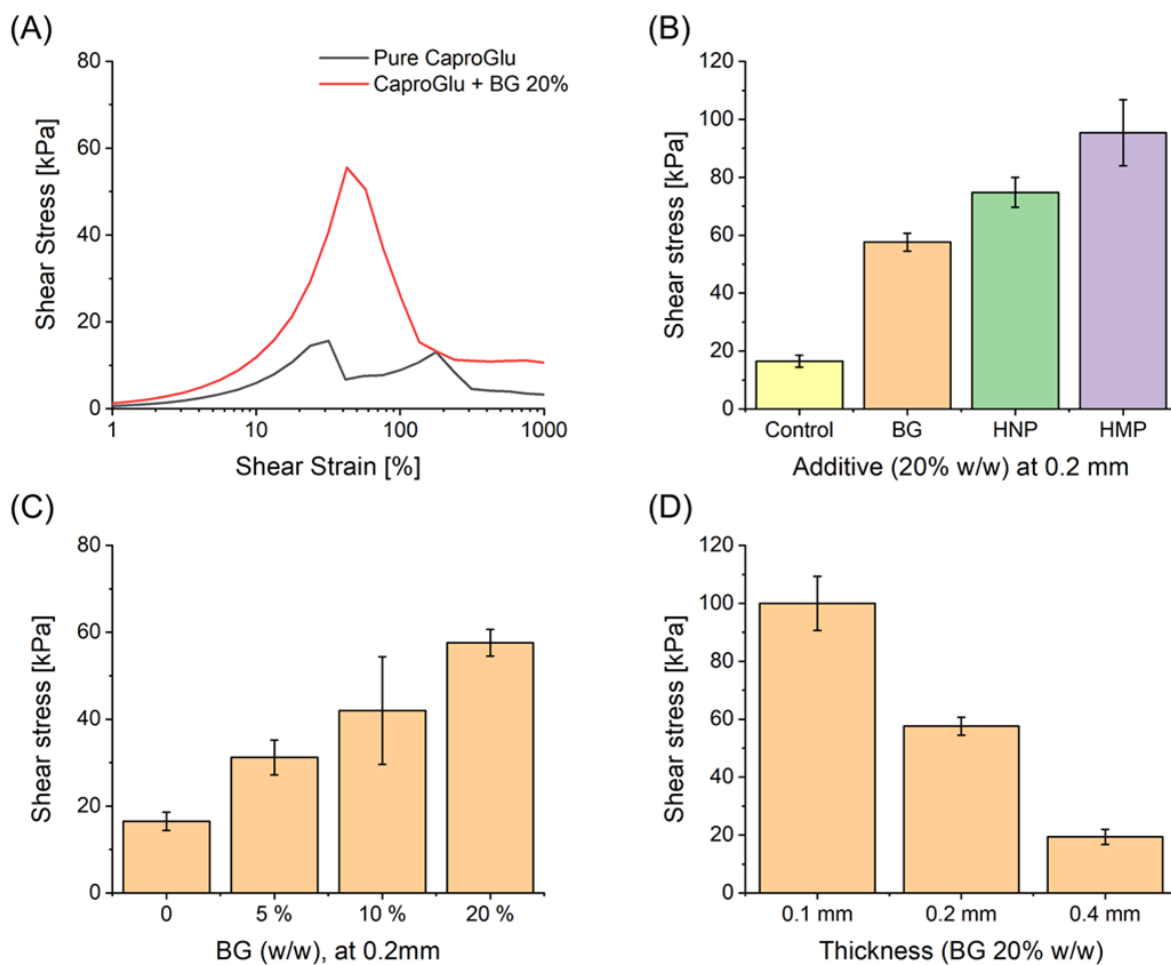 (A)
Pure CaproGlu
CaproGlu + BG 20%
80
60
40
20
0
Shear Stress [kPa]
1 10 100 1000
Shear Strain [%]
(B)
120
100
80
60
40
20
0
Shear stress [kPa]
Control BG HNP HMP
Additive (20% w/w) at 0.2 mm
(C)
80
60
40
20
0
Shear stress [kPa]
0 5 % 10 % 20 %
BG (w/w), at 0.2mm
(D)
120
100
80
60
40
20
0
Shear stress [kPa]
0.1 mm 0.2 mm 0.4 mm
Thickness (BG 20% w/w)